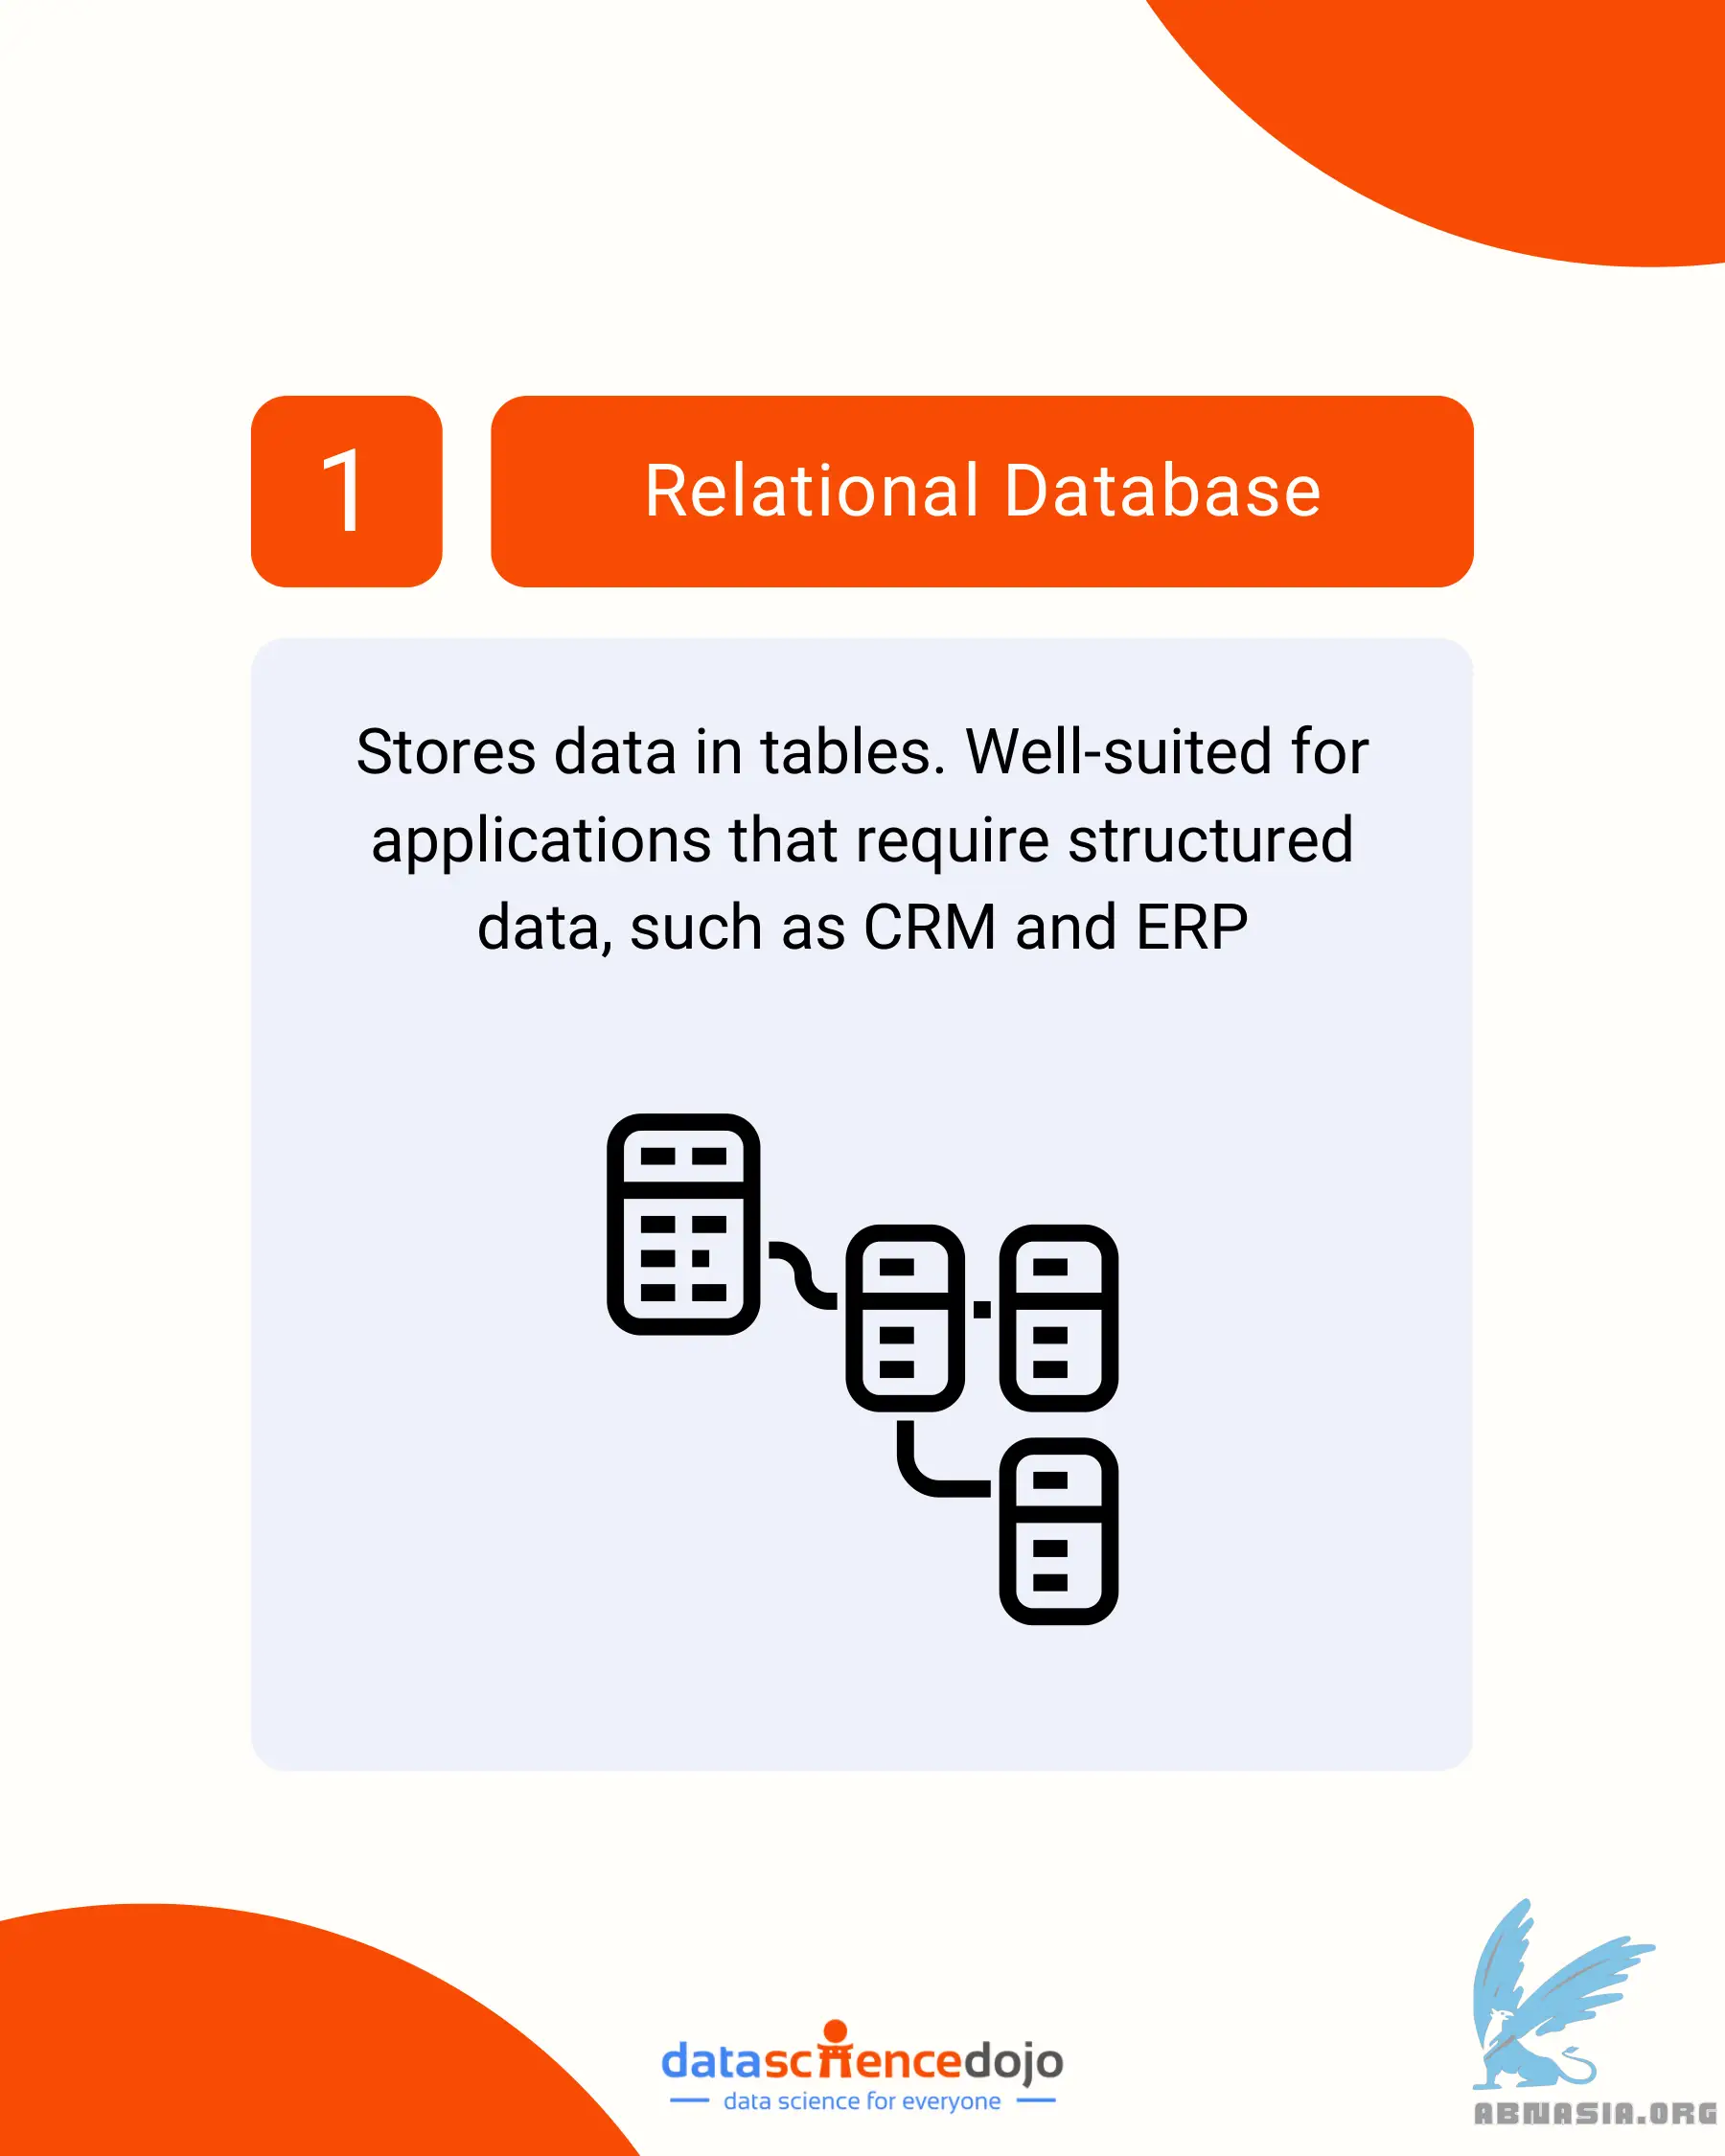 1
Relational Database
Stores data in tables. Well-suited for
applications that require structured
data, such as CRM and ERP
datasciencedojo
data science for everyone
ABNASIA.ORG